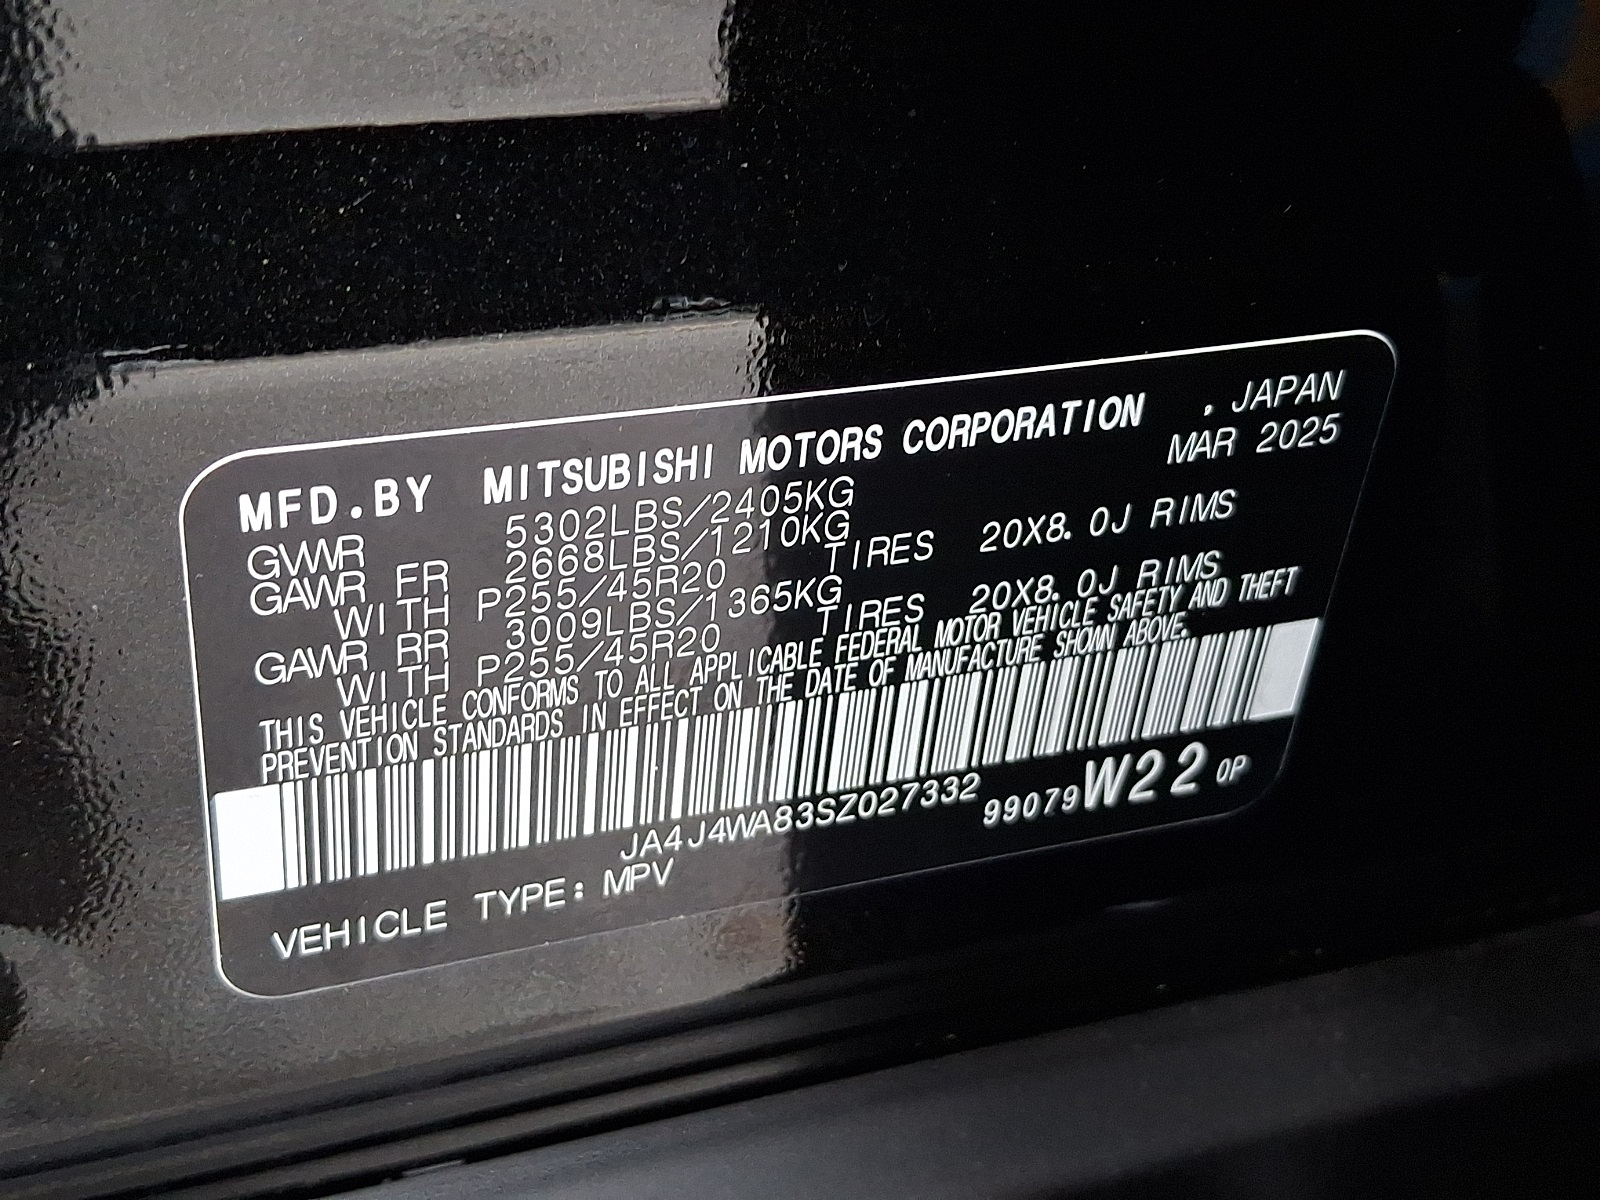 MFD.BY MITSUBISHI MOTORS CORPORATION . JAPAN
MAR 2025
GVWR 5302LBS/2405KG
GAWR FR 2668LBS/1210KG
WITH P255/45R20 TIRES 20X8.0J RIMS
GAWR RR 3009LBS/1365KG
WITH P255/45R20 TIRES 20X8.0J RIMS
THIS VEHICLE CONFORMS TO ALL APPLICABLE FEDERAL MOTOR VEHICLE SAFETY AND THEFT
PREVENTION STANDARDS IN EFFECT ON THE DATE OF MANUFACTURE SHOWN ABOVE.
JA4J4WA83SZ027332 99079 W22 0P
VEHICLE TYPE: MPV